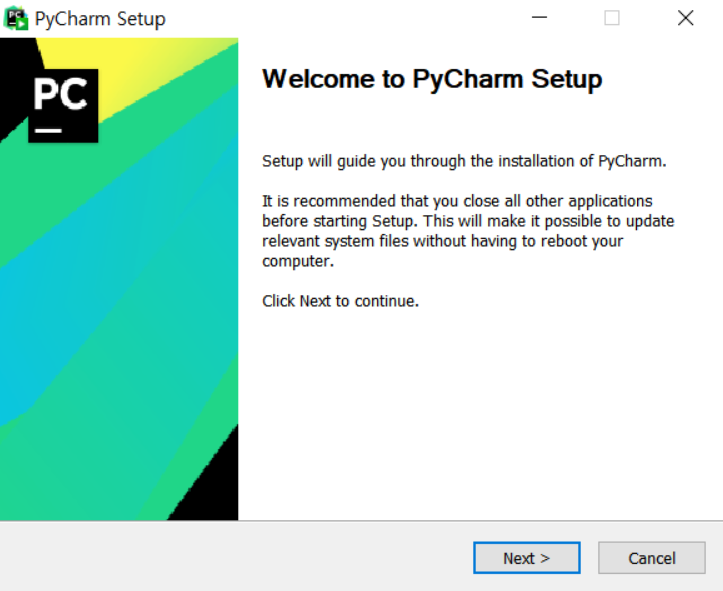 PyCharm Setup
PC
Welcome to PyCharm Setup
Setup will guide you through the installation of PyCharm.
It is recommended that you close all other applications
before starting Setup. This will make it possible to update
relevant system files without having to reboot your
computer.
Click Next to continue.
Next >
Cancel